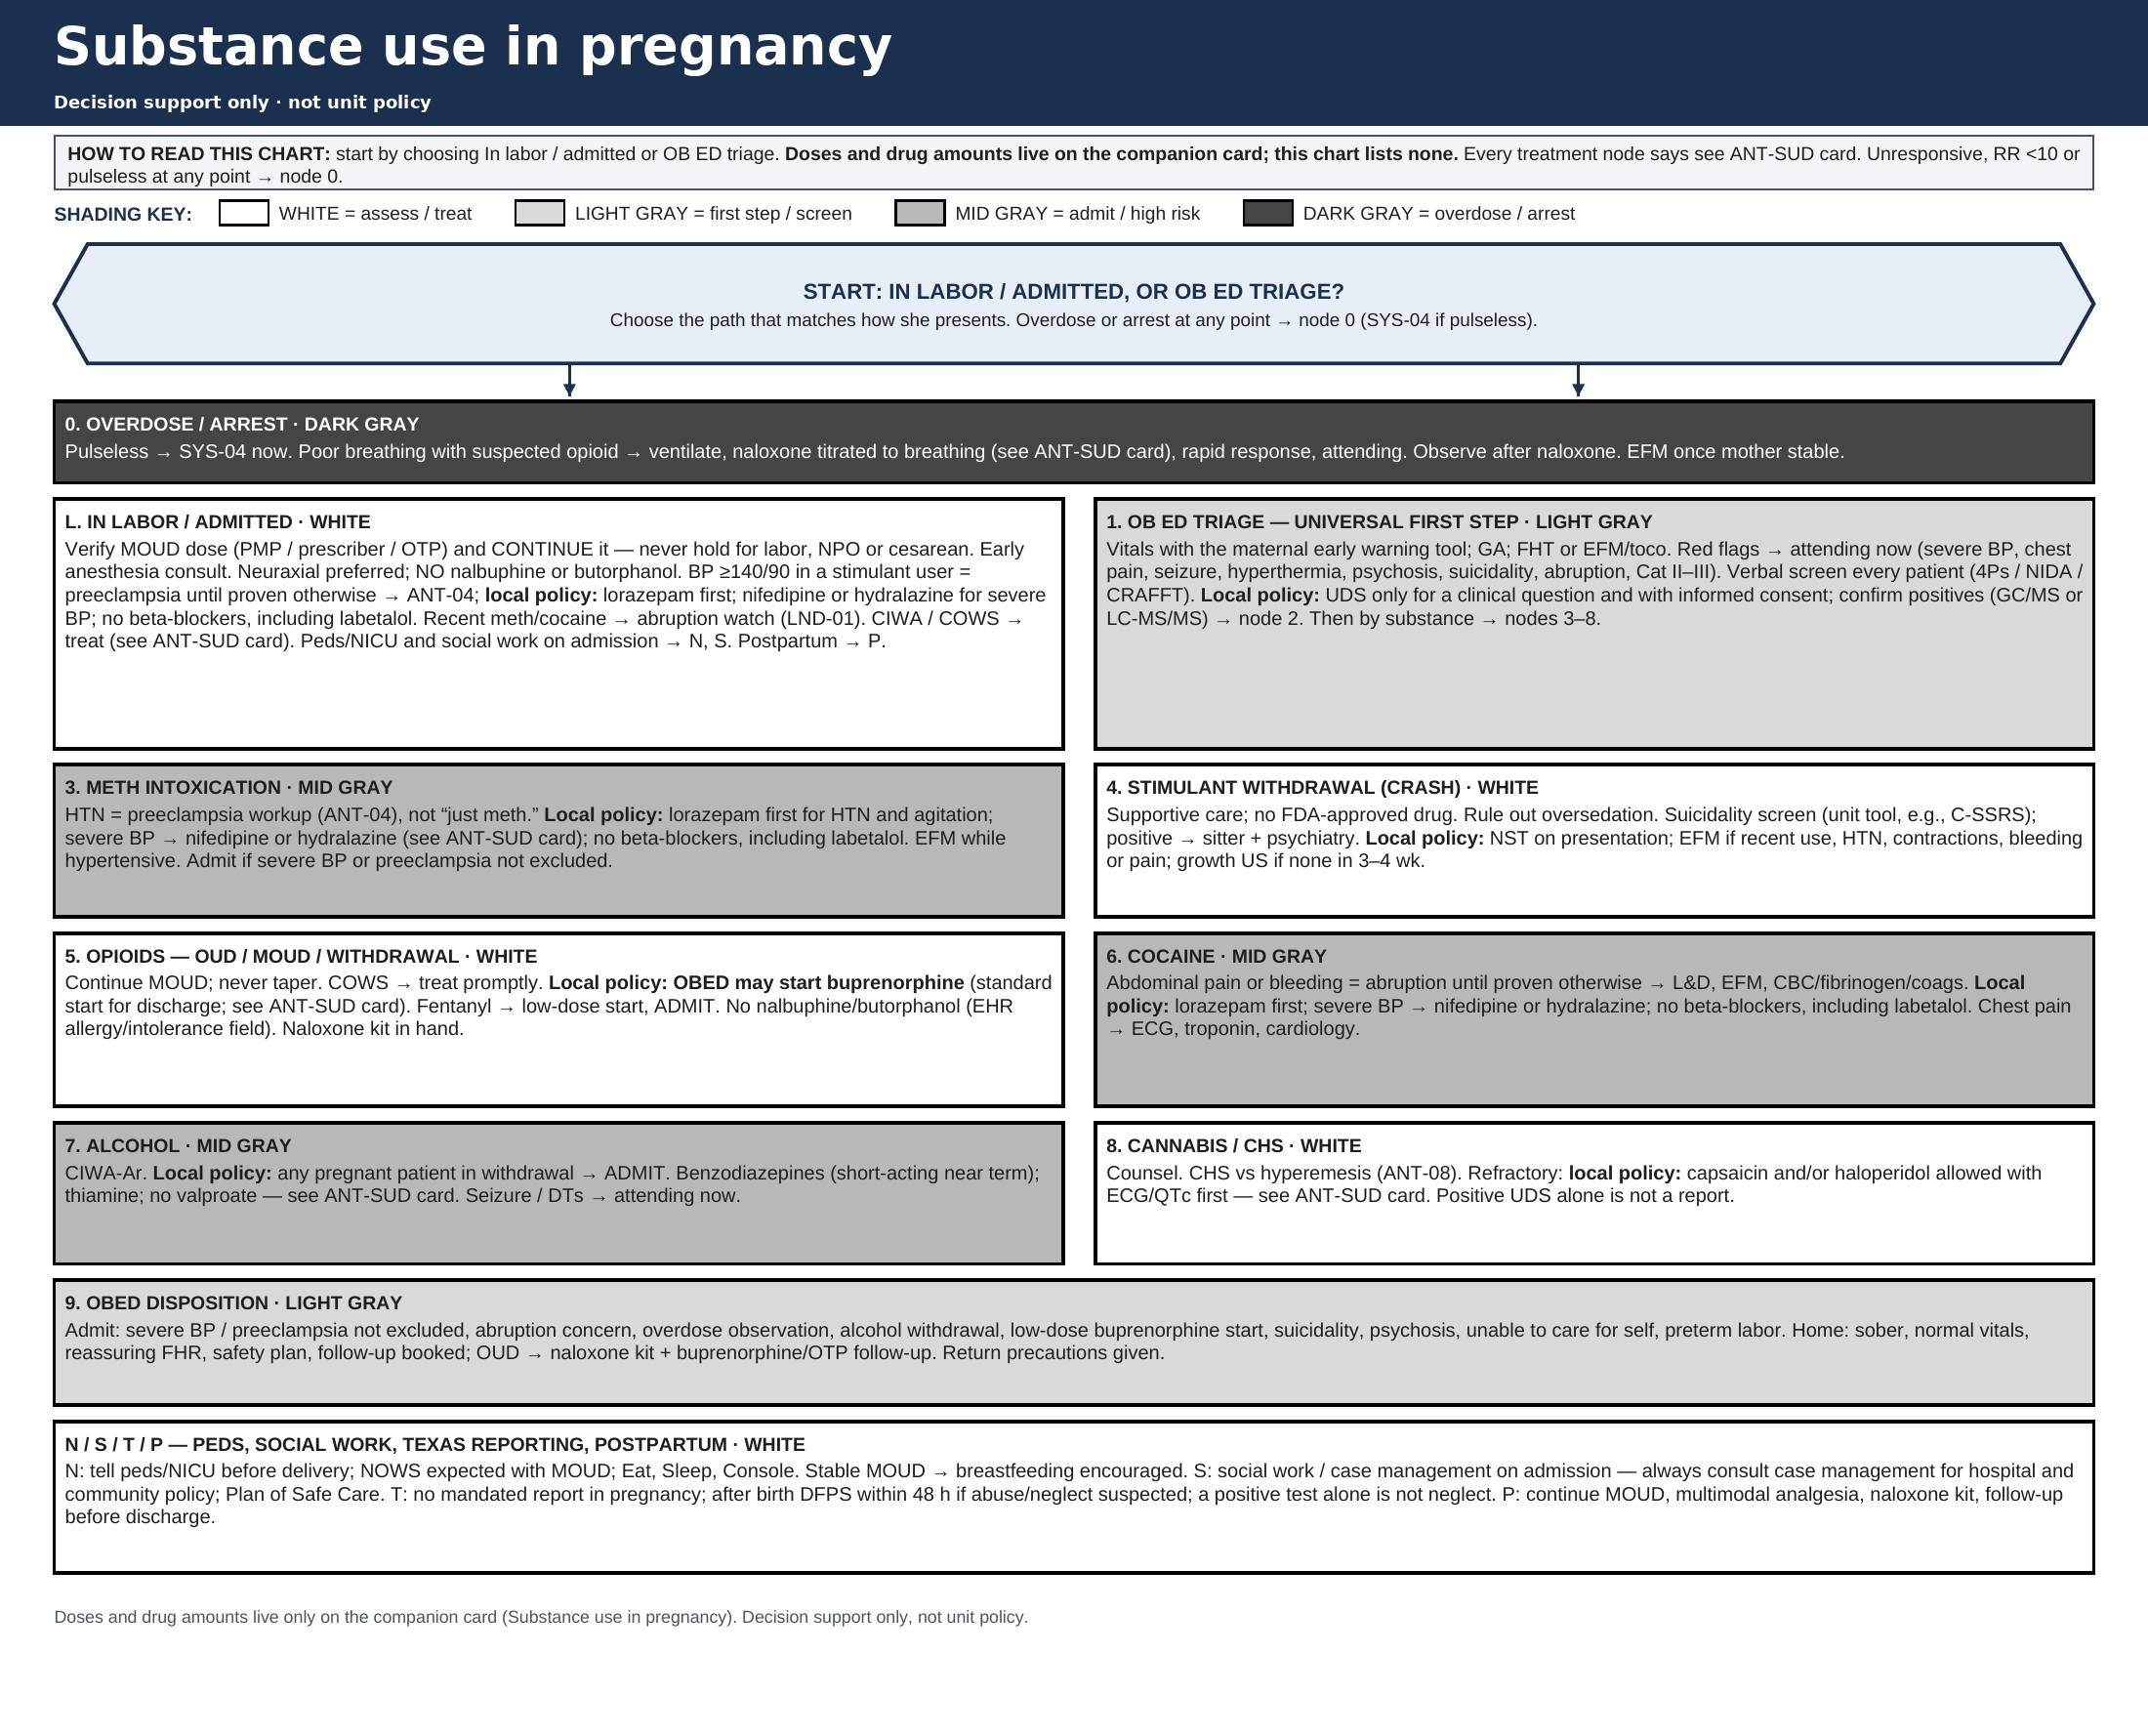 Substance use in pregnancy
Decision support only · not unit policy
HOW TO READ THIS CHART: start by choosing In labor / admitted or OB ED triage. Doses and drug amounts live on the companion card; this chart lists none. Every treatment node says see ANT-SUD card. Unresponsive, RR <10 or
pulseless at any point → node 0.
SHADING KEY: WHITE = assess / treat LIGHT GRAY = first step / screen MID GRAY = admit / high risk DARK GRAY = overdose / arrest
START: IN LABOR / ADMITTED, OR OB ED TRIAGE?
Choose the path that matches how she presents. Overdose or arrest at any point → node 0 (SYS-04 if pulseless).
0. OVERDOSE / ARREST · DARK GRAY
Pulseless → SYS-04 now. Poor breathing with suspected opioid → ventilate, naloxone titrated to breathing (see ANT-SUD card), rapid response, attending. Observe after naloxone. EFM once mother stable.
L. IN LABOR / ADMITTED · WHITE
Verify MOUD dose (PMP / prescriber / OTP) and CONTINUE it — never hold for labor, NPO or cesarean. Early
anesthesia consult. Neuraxial preferred; NO nalbuphine or butorphanol. BP ≥140/90 in a stimulant user =
preeclampsia until proven otherwise → ANT-04; local policy: lorazepam first; nifedipine or hydralazine for severe
BP; no beta-blockers, including labetalol. Recent meth/cocaine → abruption watch (LND-01). CIWA / COWS →
treat (see ANT-SUD card). Peds/NICU and social work on admission → N, S. Postpartum → P.
1. OB ED TRIAGE — UNIVERSAL FIRST STEP · LIGHT GRAY
Vitals with the maternal early warning tool; GA; FHT or EFM/toco. Red flags → attending now (severe BP, chest
pain, seizure, hyperthermia, psychosis, suicidality, abruption, Cat II–III). Verbal screen every patient (4Ps / NIDA /
CRAFFT). Local policy: UDS only for a clinical question and with informed consent; confirm positives (GC/MS or
LC-MS/MS) → node 2. Then by substance → nodes 3–8.
3. METH INTOXICATION · MID GRAY
HTN = preeclampsia workup (ANT-04), not “just meth.” Local policy: lorazepam first for HTN and agitation;
severe BP → nifedipine or hydralazine (see ANT-SUD card); no beta-blockers, including labetalol. EFM while
hypertensive. Admit if severe BP or preeclampsia not excluded.
4. STIMULANT WITHDRAWAL (CRASH) · WHITE
Supportive care; no FDA-approved drug. Rule out oversedation. Suicidality screen (unit tool, e.g., C-SSRS);
positive → sitter + psychiatry. Local policy: NST on presentation; EFM if recent use, HTN, contractions, bleeding
or pain; growth US if none in 3–4 wk.
5. OPIOIDS — OUD / MOUD / WITHDRAWAL · WHITE
Continue MOUD; never taper. COWS → treat promptly. Local policy: OBED may start buprenorphine (standard
start for discharge; see ANT-SUD card). Fentanyl → low-dose start, ADMIT. No nalbuphine/butorphanol (EHR
allergy/intolerance field). Naloxone kit in hand.
6. COCAINE · MID GRAY
Abdominal pain or bleeding = abruption until proven otherwise → L&D, EFM, CBC/fibrinogen/coags. Local
policy: lorazepam first; severe BP → nifedipine or hydralazine; no beta-blockers, including labetalol. Chest pain
→ ECG, troponin, cardiology.
7. ALCOHOL · MID GRAY
CIWA-Ar. Local policy: any pregnant patient in withdrawal → ADMIT. Benzodiazepines (short-acting near term);
thiamine; no valproate — see ANT-SUD card. Seizure / DTs → attending now.
8. CANNABIS / CHS · WHITE
Counsel. CHS vs hyperemesis (ANT-08). Refractory: local policy: capsaicin and/or haloperidol allowed with
ECG/QTc first — see ANT-SUD card. Positive UDS alone is not a report.
9. OBED DISPOSITION · LIGHT GRAY
Admit: severe BP / preeclampsia not excluded, abruption concern, overdose observation, alcohol withdrawal, low-dose buprenorphine start, suicidality, psychosis, unable to care for self, preterm labor. Home: sober, normal vitals,
reassuring FHR, safety plan, follow-up booked; OUD → naloxone kit + buprenorphine/OTP follow-up. Return precautions given.
N / S / T / P — PEDS, SOCIAL WORK, TEXAS REPORTING, POSTPARTUM · WHITE
N: tell peds/NICU before delivery; NOWS expected with MOUD; Eat, Sleep, Console. Stable MOUD → breastfeeding encouraged. S: social work / case management on admission — always consult case management for hospital and
community policy; Plan of Safe Care. T: no mandated report in pregnancy; after birth DFPS within 48 h if abuse/neglect suspected; a positive test alone is not neglect. P: continue MOUD, multimodal analgesia, naloxone kit, follow-up
before discharge.
Doses and drug amounts live only on the companion card (Substance use in pregnancy). Decision support only, not unit policy.